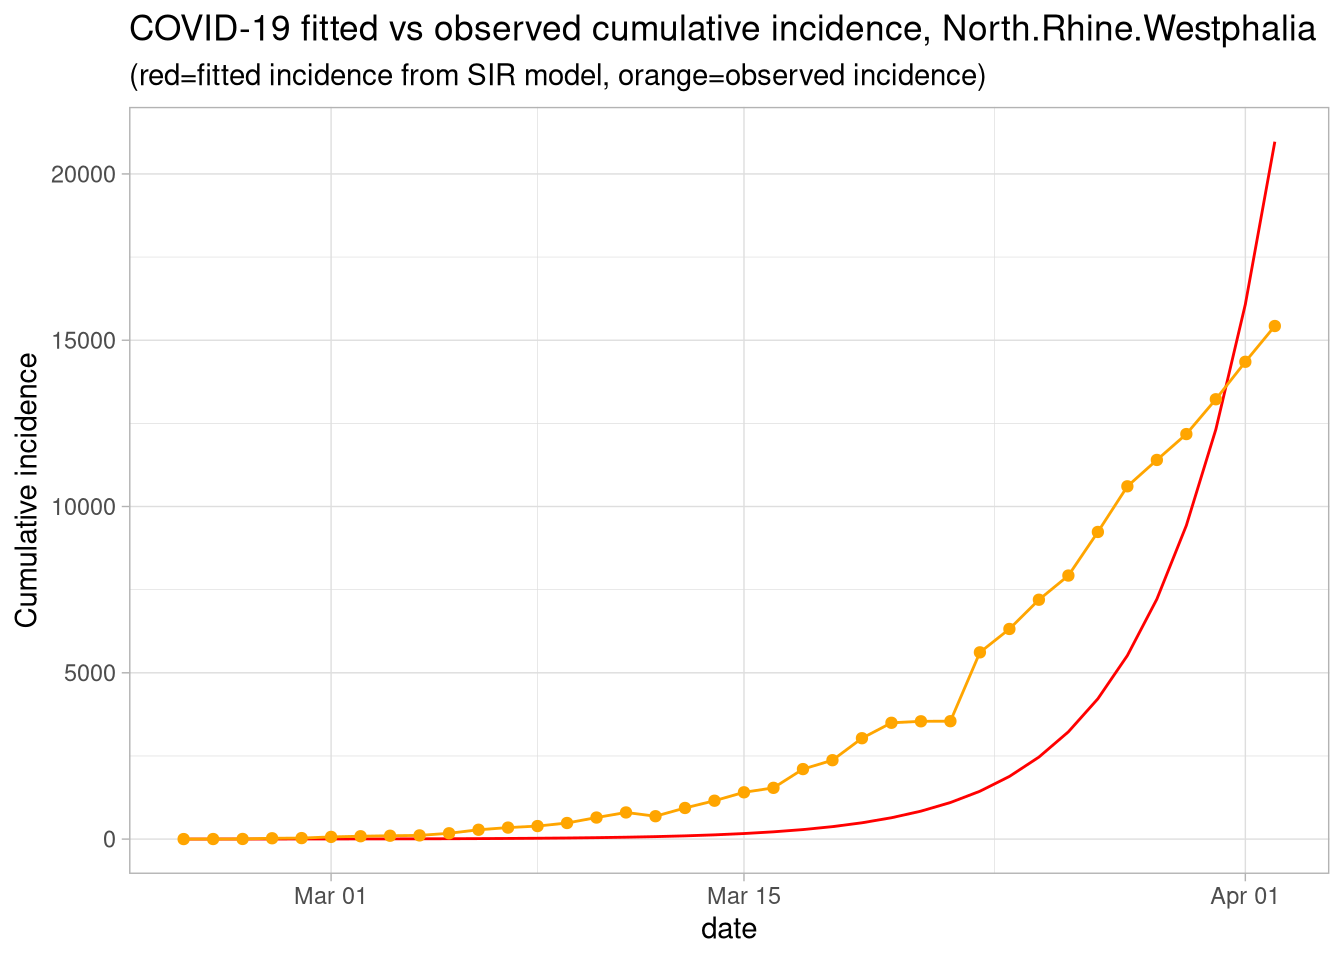 COVID-19 fitted vs observed cumulative incidence, North.Rhine.Westphalia
(red=fitted incidence from SIR model, orange=observed incidence)
Cumulative incidence
20000
15000
10000
5000
0
Mar 01
Mar 15
Apr 01
date